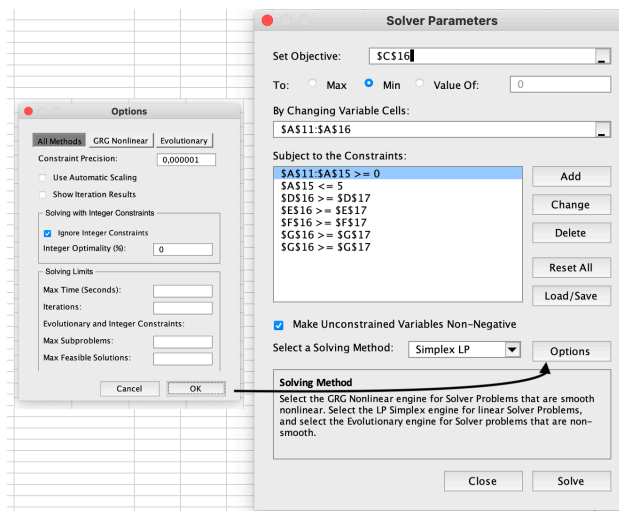 Solver Parameters
Set Objective:
$C$16
To:
Max
Min
Value Of:
0
By Changing Variable Cells:
$A$11:$A$16
Subject to the Constraints:
$A$11:$A$15 >= 0
$A$15 <= 5
$D$16 >= $D$17
$E$16 >= $E$17
$F$16 >= $F$17
$G$16 >= $G$17
$G$16 >= $G$17
Add
Change
Delete
Reset All
Load/Save
Make Unconstrained Variables Non-Negative
Select a Solving Method:
Simplex LP
Options
Solving Method
Select the GRG Nonlinear engine for Solver Problems that are smooth
nonlinear. Select the LP Simplex engine for linear Solver Problems,
and select the Evolutionary engine for Solver problems that are non-
smooth.
Close
Solve
Options
All Methods
GRG Nonlinear
Evolutionary
Constraint Precision:
0,000001
Use Automatic Scaling
Show Iteration Results
Solving with Integer Constraints
Ignore Integer Constraints
Integer Optimality (%):
0
Solving Limits
Max Time (Seconds):
Iterations:
Evolutionary and Integer Constraints:
Max Subproblems:
Max Feasible Solutions:
Cancel
OK